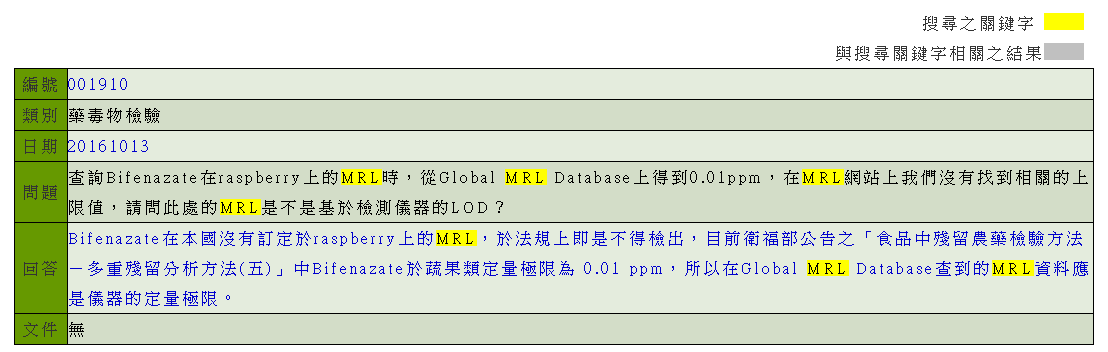 搜尋之關鍵字
與搜尋關鍵字相關之結果
編號 001910
類別 藥毒物檢驗
日期 20161013
問題 查詢Bifenazate在raspberry上的MRL時，從Global MRL Database上得到0.01ppm，在MRL網站上我們沒有找到相關的上
限值，請問此處的MRL是不是基於檢測儀器的LOD？
回答 Bifenazate在本國沒有訂定於raspberry上的MRL，於法規上即是不得檢出，目前衛福部公告之「食品中殘留農藥檢驗方法
－多重殘留分析方法(五)」中Bifenazate於蔬果類定量極限為 0.01 ppm，所以在Global MRL Database查到的MRL資料應
是儀器的定量極限。
文件 無